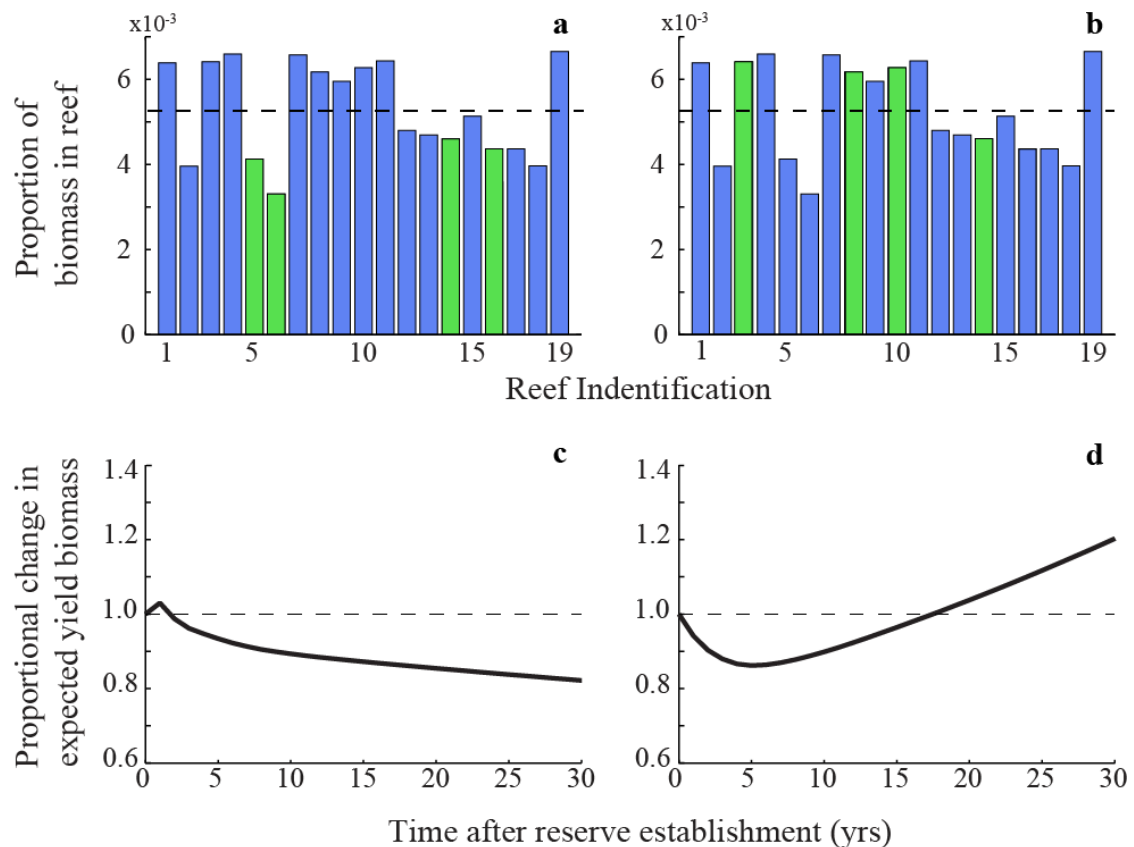 x10-3 a
Proportion of
biomass in reef
6
4
2
0
1 5 10 15 19
x10-3 b
6
4
2
0
1 5 10 15 19
Reef Indentification
c
Proportional change in
expected yield biomass
1.4
1.2
1.0
0.8
0.6
0 5 10 15 20 25 30
d
1.4
1.2
1.0
0.8
0.6
0 5 10 15 20 25 30
Time after reserve establishment (yrs)